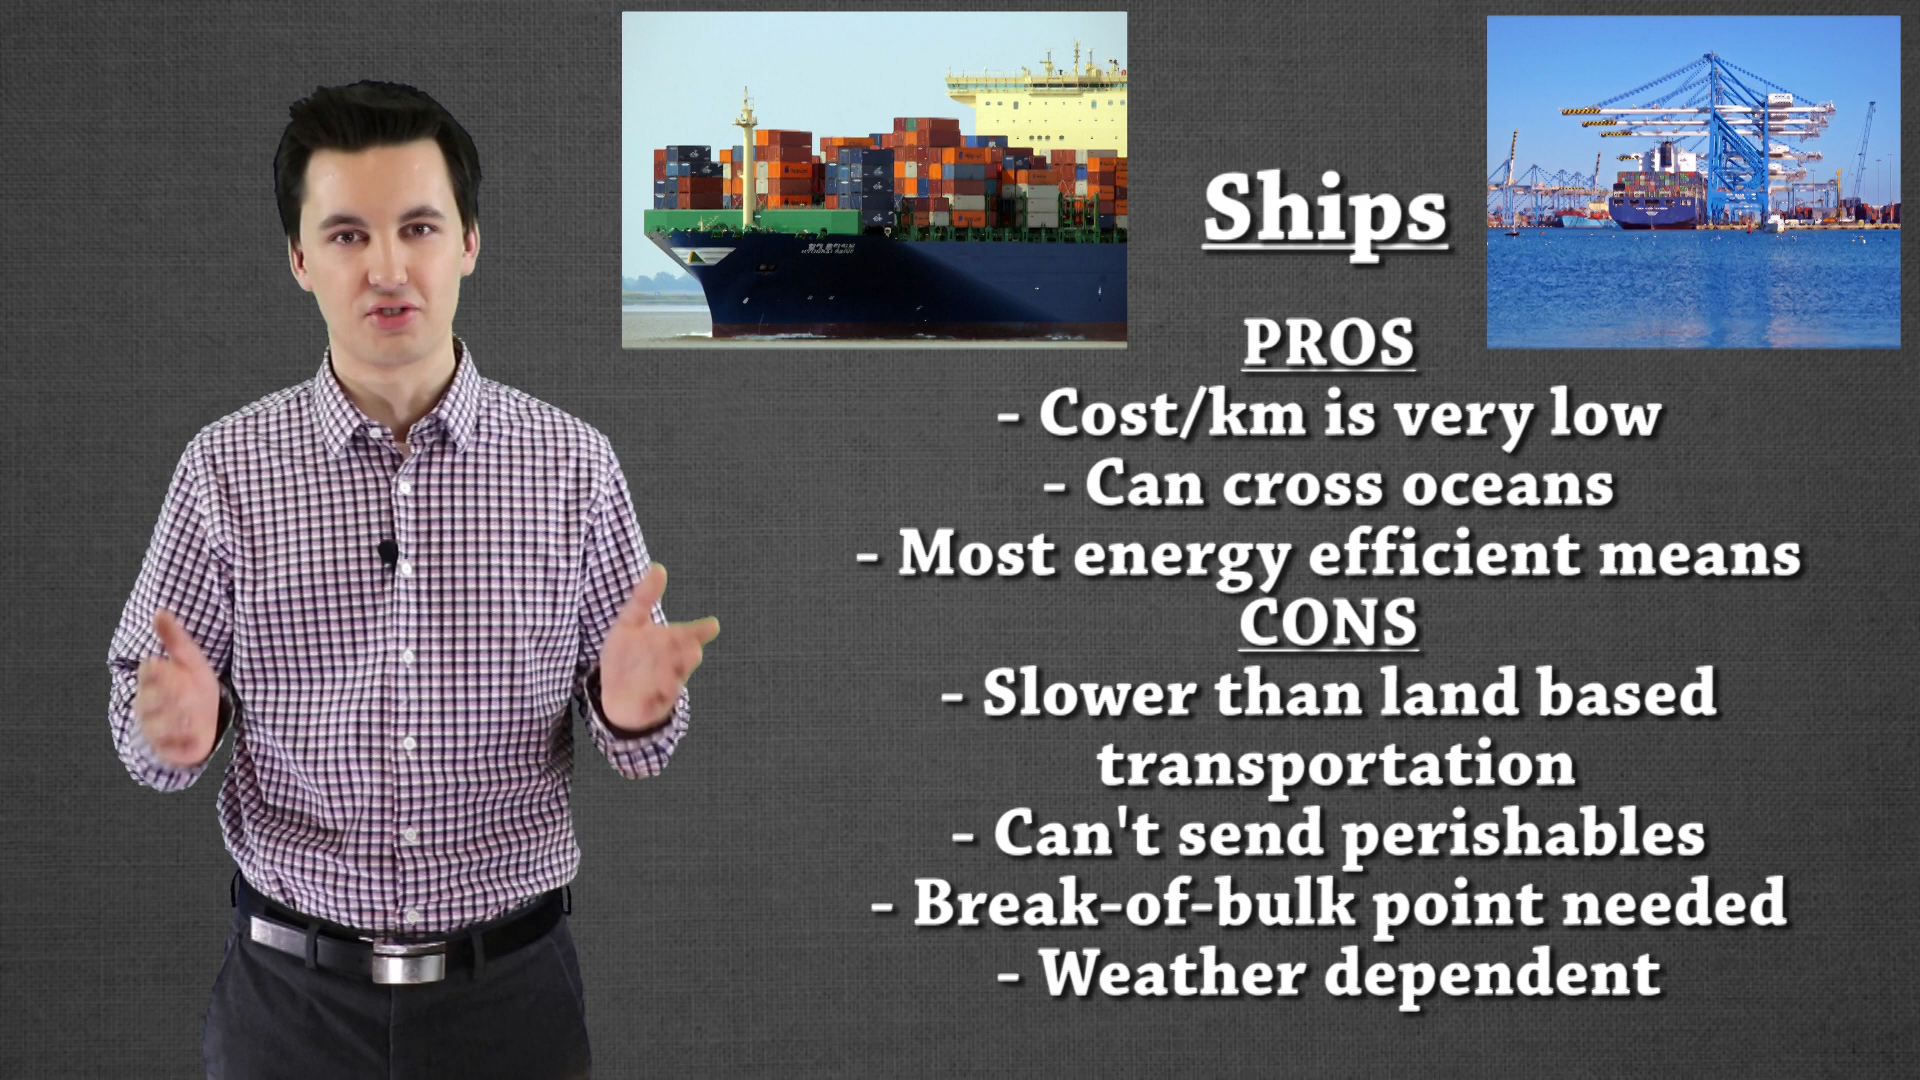 Ships
PROS
- Cost/km is very low
- Can cross oceans
- Most energy efficient means
CONS
- Slower than land based
transportation
- Can't send perishables
- Break-of-bulk point needed
- Weather dependent